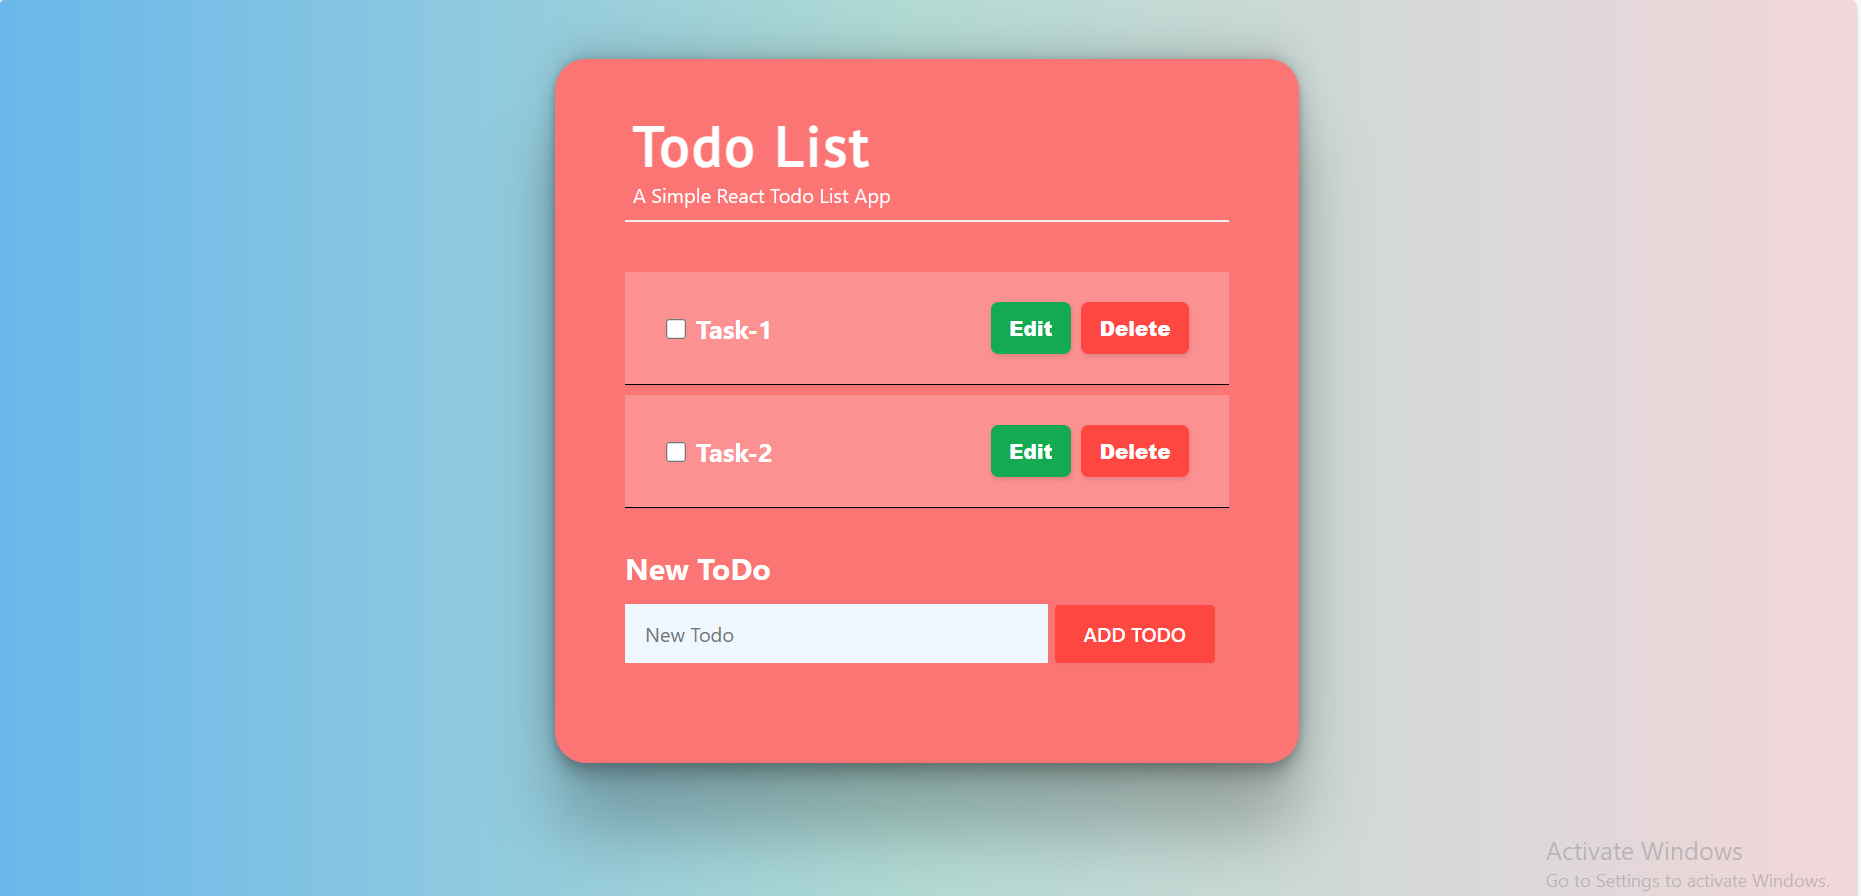 Todo List
A Simple React Todo List App
Task-1 Edit Delete
Task-2 Edit Delete
New ToDo
New Todo ADD TODO
Activate Windows
Go to Settings to activate Windows.